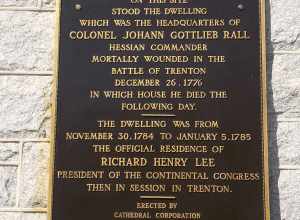 ON THIS SITE
STOOD THE DWELLING
WHICH WAS THE HEADQUARTERS OF
COLONEL JOHANN GOTTLIEB RALL
HESSIAN COMMANDER
MORTALLY WOUNDED IN THE
BATTLE OF TRENTON
DECEMBER 26, 1776
IN WHICH HOUSE HE DIED THE
FOLLOWING DAY.
THE DWELLING WAS FROM
NOVEMBER 30, 1784 TO JANUARY 5, 1785
THE OFFICIAL RESIDENCE OF
RICHARD HENRY LEE
PRESIDENT OF THE CONTINENTAL CONGRESS
THEN IN SESSION IN TRENTON.
ERECTED BY
CATHEDRAL CORPORATION